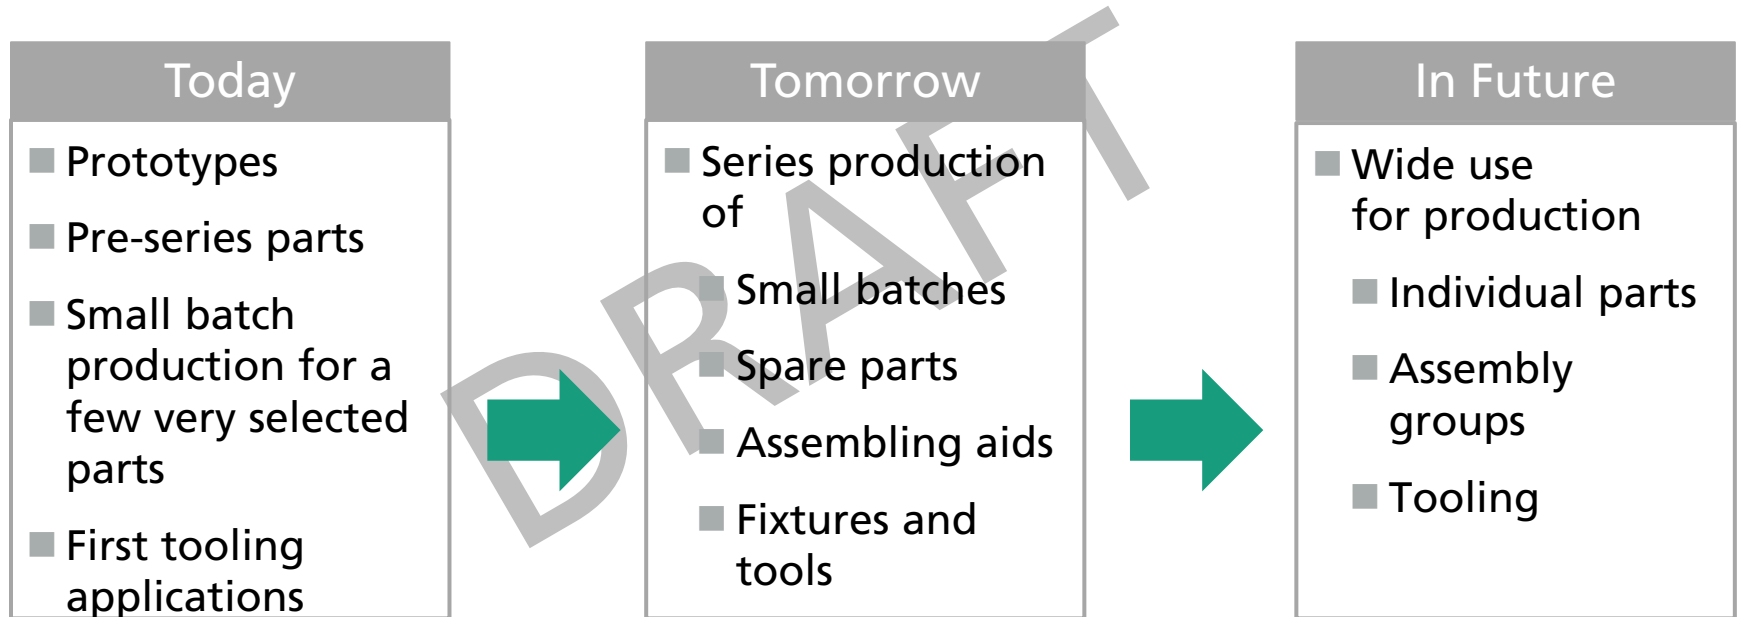 Today
Prototypes
Pre-series parts
Small batch
production for a
few very selected
parts
First tooling
applications
Tomorrow
Series production
of
Small batches
Spare parts
Assembling aids
Fixtures and
tools
In Future
Wide use
for production
Individual parts
Assembly
groups
Tooling
DRAFT